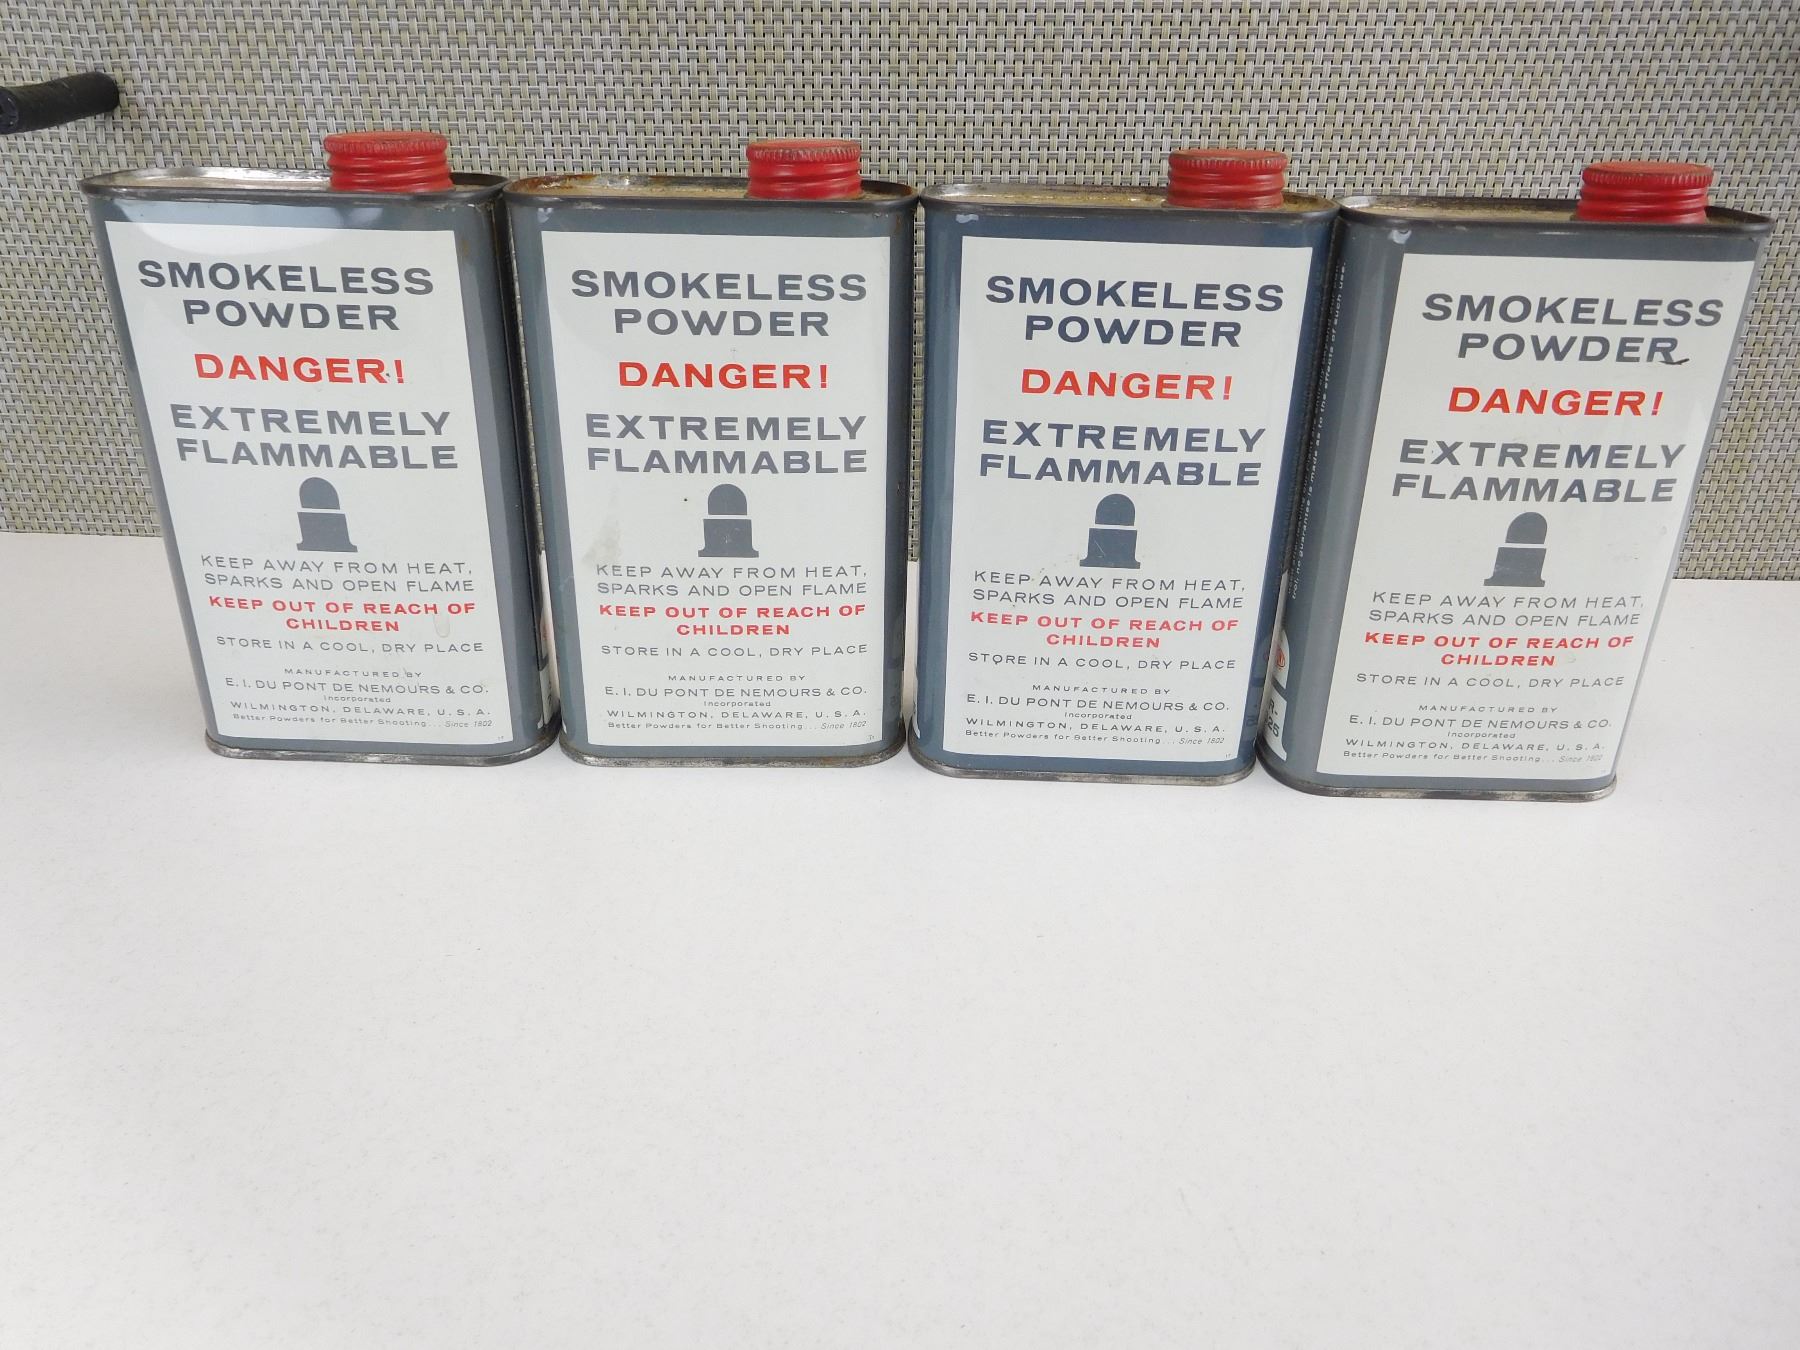 SMOKELESS
POWDER
DANGER!
EXTREMELY
FLAMMABLE
KEEP AWAY FROM HEAT,
SPARKS AND OPEN FLAME
KEEP OUT OF REACH OF
CHILDREN
STORE IN A COOL, DRY PLACE
MANUFACTURED BY
E. I. DU PONT DE NEMOURS & CO.
Incorporated
WILMINGTON, DELAWARE, U. S. A.
Better Powders for Better Shooting... Since 1802
SMOKELESS
POWDER
DANGER!
EXTREMELY
FLAMMABLE
KEEP AWAY FROM HEAT,
SPARKS AND OPEN FLAME
KEEP OUT OF REACH OF
CHILDREN
STORE IN A COOL, DRY PLACE
MANUFACTURED BY
E. I. DU PONT DE NEMOURS & CO.
Incorporated
WILMINGTON, DELAWARE, U. S. A.
Better Powders for Better Shooting... Since 1802
SMOKELESS
POWDER
DANGER!
EXTREMELY
FLAMMABLE
KEEP AWAY FROM HEAT,
SPARKS AND OPEN FLAME
KEEP OUT OF REACH OF
CHILDREN
STORE IN A COOL, DRY PLACE
MANUFACTURED BY
E. I. DU PONT DE NEMOURS & CO.
Incorporated
WILMINGTON, DELAWARE, U. S. A.
Better Powders for Better Shooting... Since 1802
R-
25
SMOKELESS
POWDER
DANGER!
EXTREMELY
FLAMMABLE
KEEP AWAY FROM HEAT,
SPARKS AND OPEN FLAME
KEEP OUT OF REACH OF
CHILDREN
STORE IN A COOL, DRY PLACE
MANUFACTURED BY
E. I. DU PONT DE NEMOURS & CO.
Incorporated
WILMINGTON, DELAWARE, U. S. A.
Better Powders for Better Shooting... Since 1802